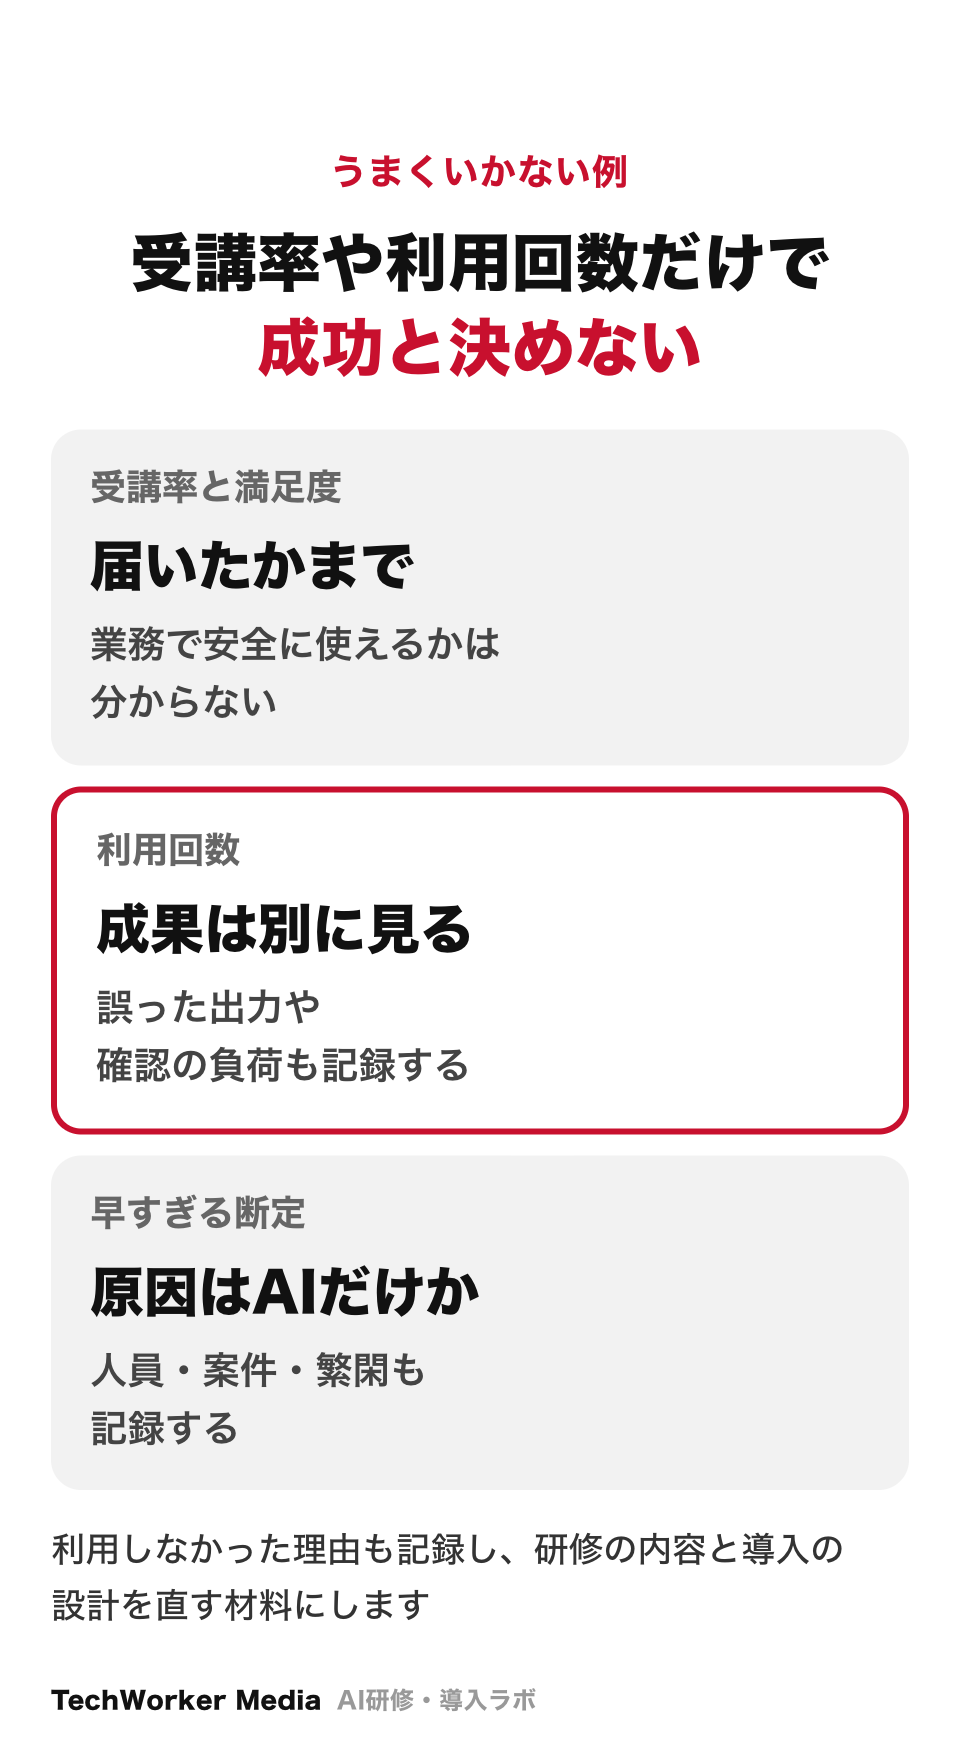 うまくいかない例
受講率や利用回数だけで
成功と決めない
受講率と満足度
届いたかまで
業務で安全に使えるかは
分からない
利用回数
成果は別に見る
誤った出力や
確認の負荷も記録する
早すぎる断定
原因はAIだけか
人員・案件・繁閑も
記録する
利用しなかった理由も記録し、研修の内容と導入の
設計を直す材料にします
TechWorker Media AI研修・導入ラボ